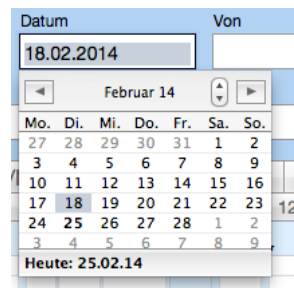 Datum Von
18.02.2014
Februar 14
Mo. Di. Mi. Do. Fr. Sa. So.
27 28 29 30 31 1 2
3 4 5 6 7 8 9
10 11 12 13 14 15 16
17 18 19 20 21 22 23
12
24 25 26 27 28 1 2
3 4 5 6 7 8 9
Heute: 25.02.14